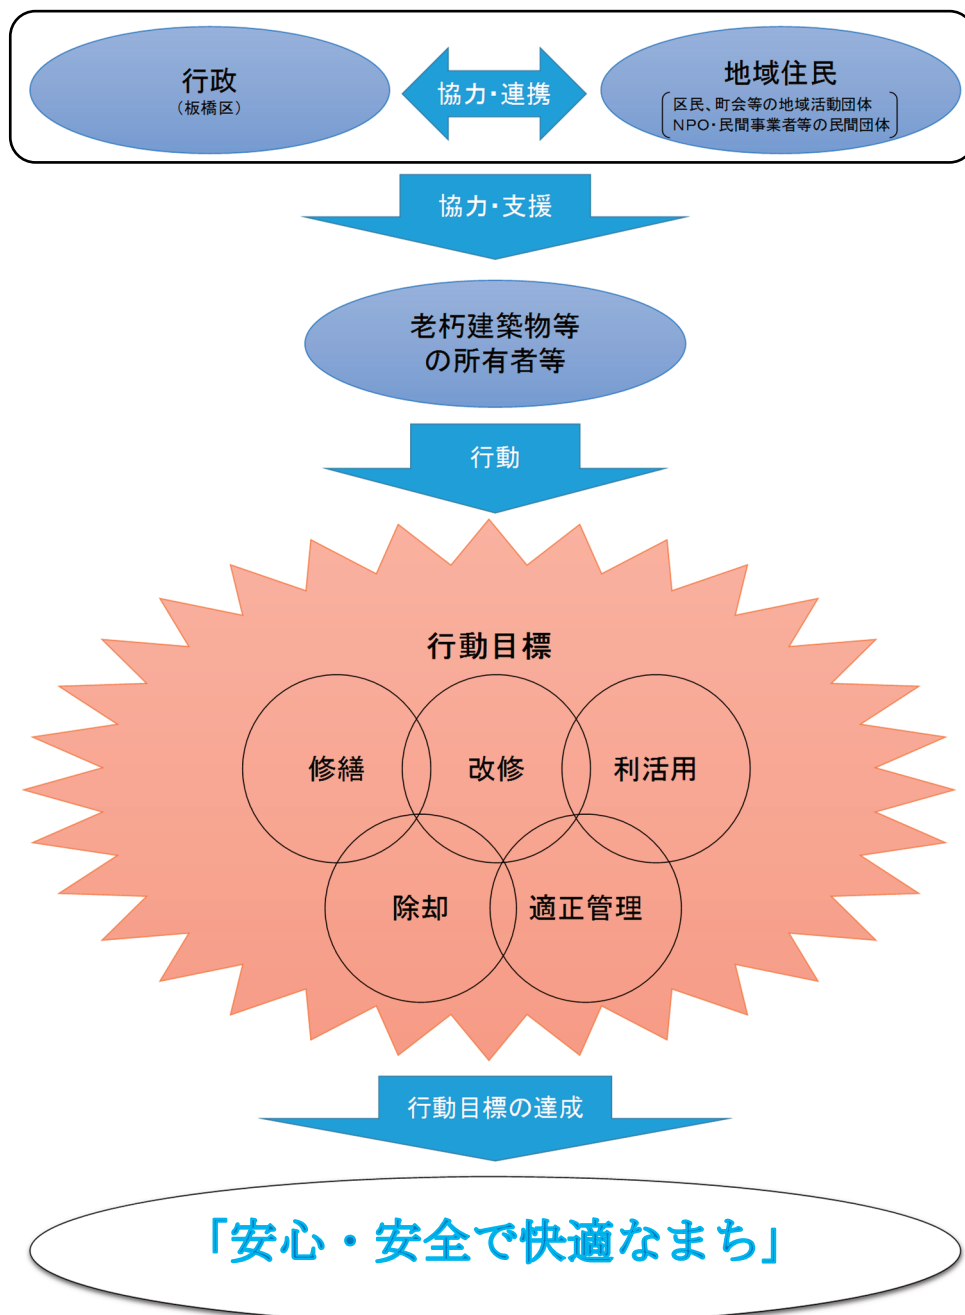 行政
（板橋区）
協力・連携
地域住民
区民、町会等の地域活動団体
NPO・民間事業者等の民間団体
協力・支援
老朽建築物等
の所有者等
行動
行動目標
修繕
改修
利活用
除却
適正管理
行動目標の達成
「安心・安全で快適なまち」